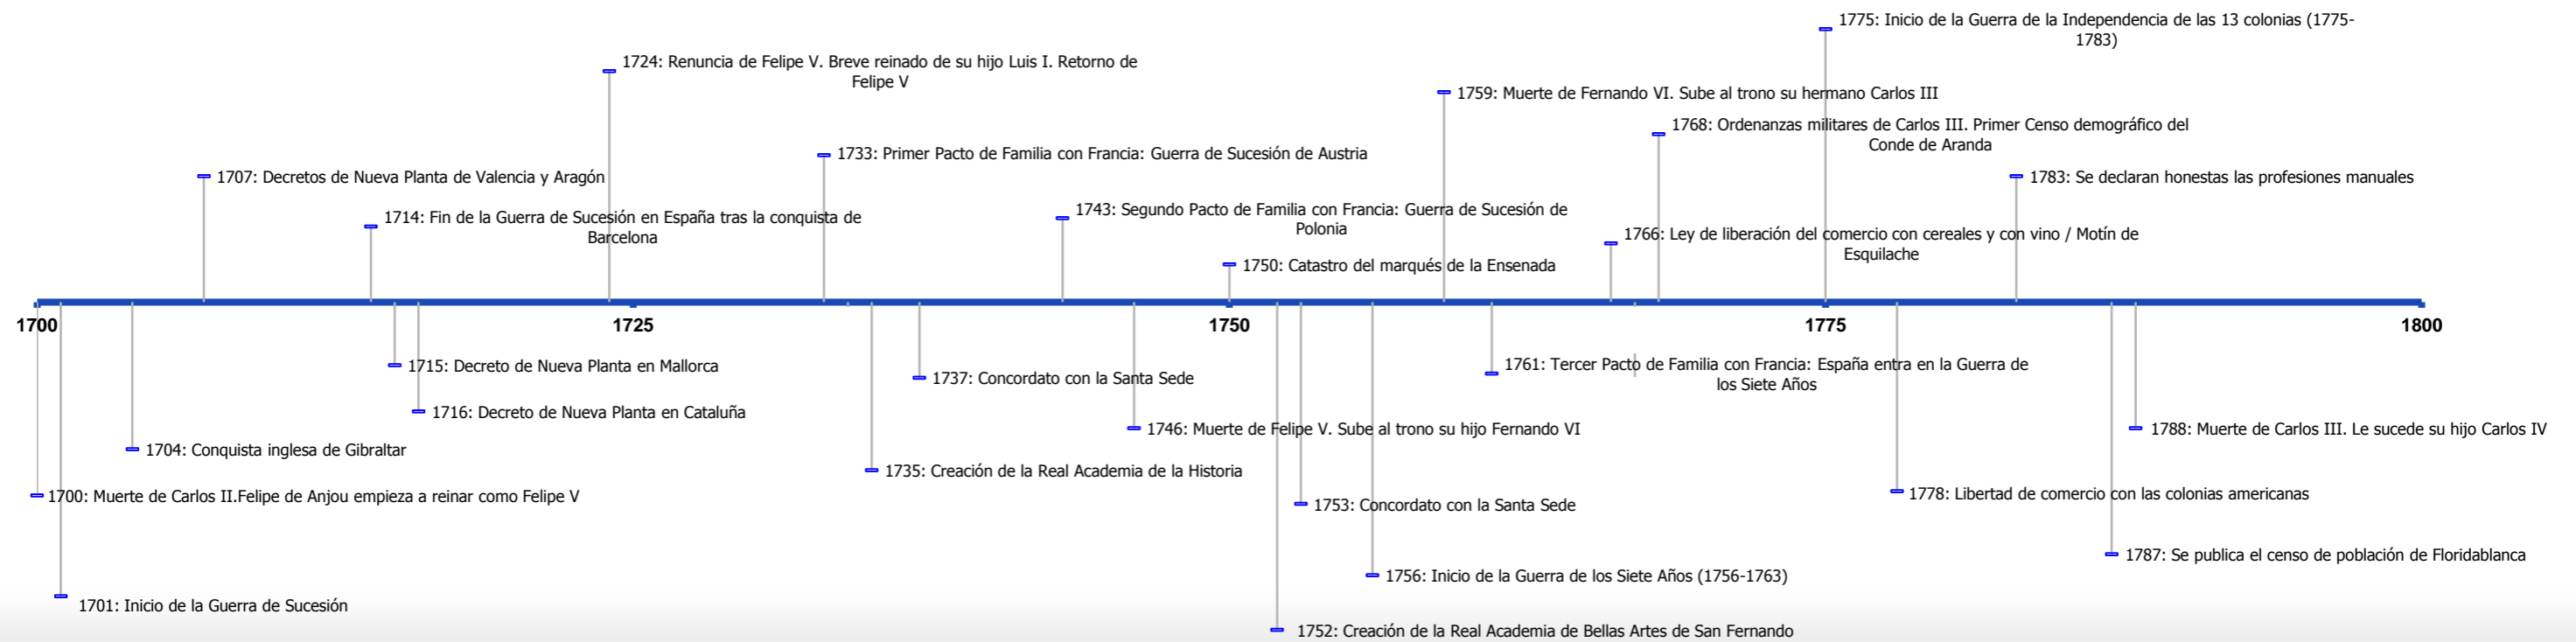 1775: Inicio de la Guerra de la Independencia de las 13 colonias (1775-
1783)
1724: Renuncia de Felipe V. Breve reinado de su hijo Luis I. Retorno de
Felipe V
1759: Muerte de Fernando VI. Sube al trono su hermano Carlos III
1768: Ordenanzas militares de Carlos III. Primer Censo demográfico del
Conde de Aranda
1733: Primer Pacto de Familia con Francia: Guerra de Sucesión de Austria
1707: Decretos de Nueva Planta de Valencia y Aragón
1783: Se declaran honestas las profesiones manuales
1714: Fin de la Guerra de Sucesión en España tras la conquista de
Barcelona
1743: Segundo Pacto de Familia con Francia: Guerra de Sucesión de
Polonia
1766: Ley de liberación del comercio con cereales y con vino / Motín de
Esquilache
1750: Catastro del marqués de la Ensenada
1700
1725
1750
1775
1800
1715: Decreto de Nueva Planta en Mallorca
1761: Tercer Pacto de Familia con Francia: España entra en la Guerra de
los Siete Años
1737: Concordato con la Santa Sede
1716: Decreto de Nueva Planta en Cataluña
1746: Muerte de Felipe V. Sube al trono su hijo Fernando VI
1788: Muerte de Carlos III. Le sucede su hijo Carlos IV
1704: Conquista inglesa de Gibraltar
1735: Creación de la Real Academia de la Historia
1700: Muerte de Carlos II.Felipe de Anjou empieza a reinar como Felipe V
1778: Libertad de comercio con las colonias americanas
1753: Concordato con la Santa Sede
1787: Se publica el censo de población de Floridablanca
1756: Inicio de la Guerra de los Siete Años (1756-1763)
1701: Inicio de la Guerra de Sucesión
1752: Creación de la Real Academia de Bellas Artes de San Fernando